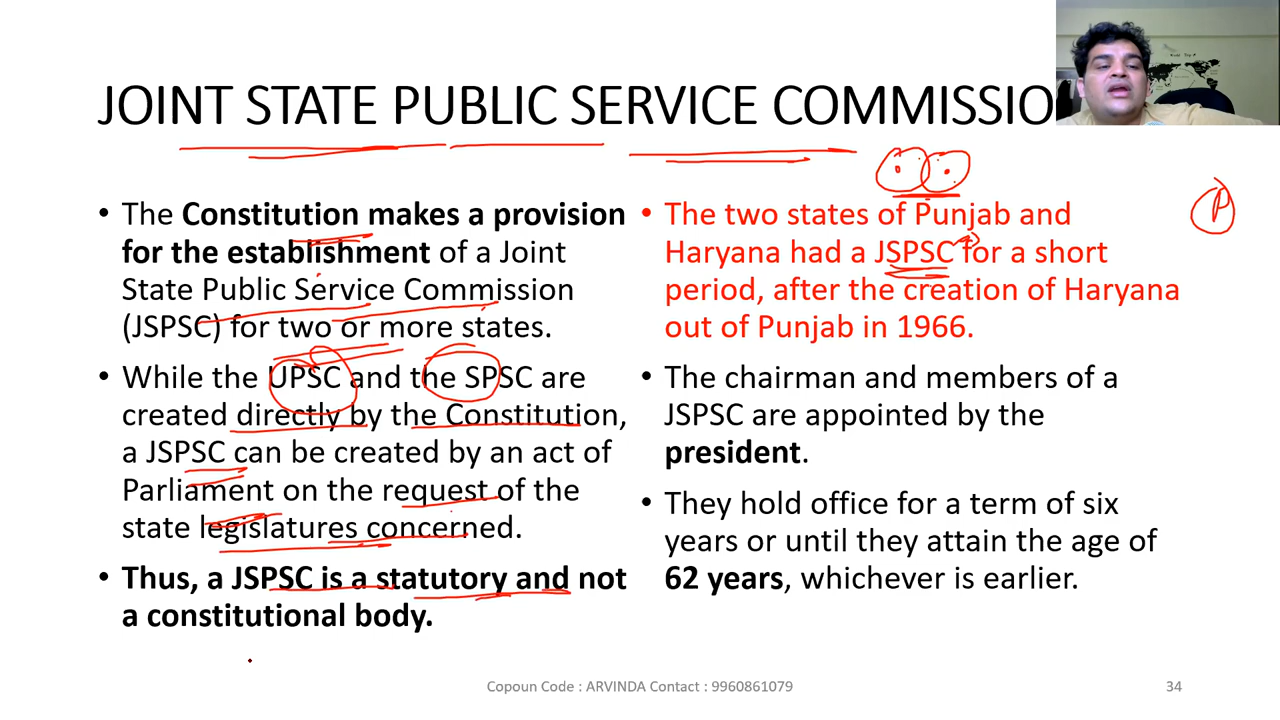 JOINT STATE PUBLIC SERVICE COMMISSIO
• The Constitution makes a provision
for the establishment of a Joint
State Public Service Commission
(JSPSC) for two or more states.
• While the UPSC and the SPSC are
created directly by the Constitution,
a JSPSC can be created by an act of
Parliament on the request of the
state legislatures concerned.
• Thus, a JSPSC is a statutory and not
a constitutional body.
• The two states of Punjab and
Haryana had a JSPSC for a short
period, after the creation of Haryana
out of Punjab in 1966.
• The chairman and members of a
JSPSC are appointed by the
president.
• They hold office for a term of six
years or until they attain the age of
62 years, whichever is earlier.
P
Copoun Code : ARVINDA Contact : 9960861079
34